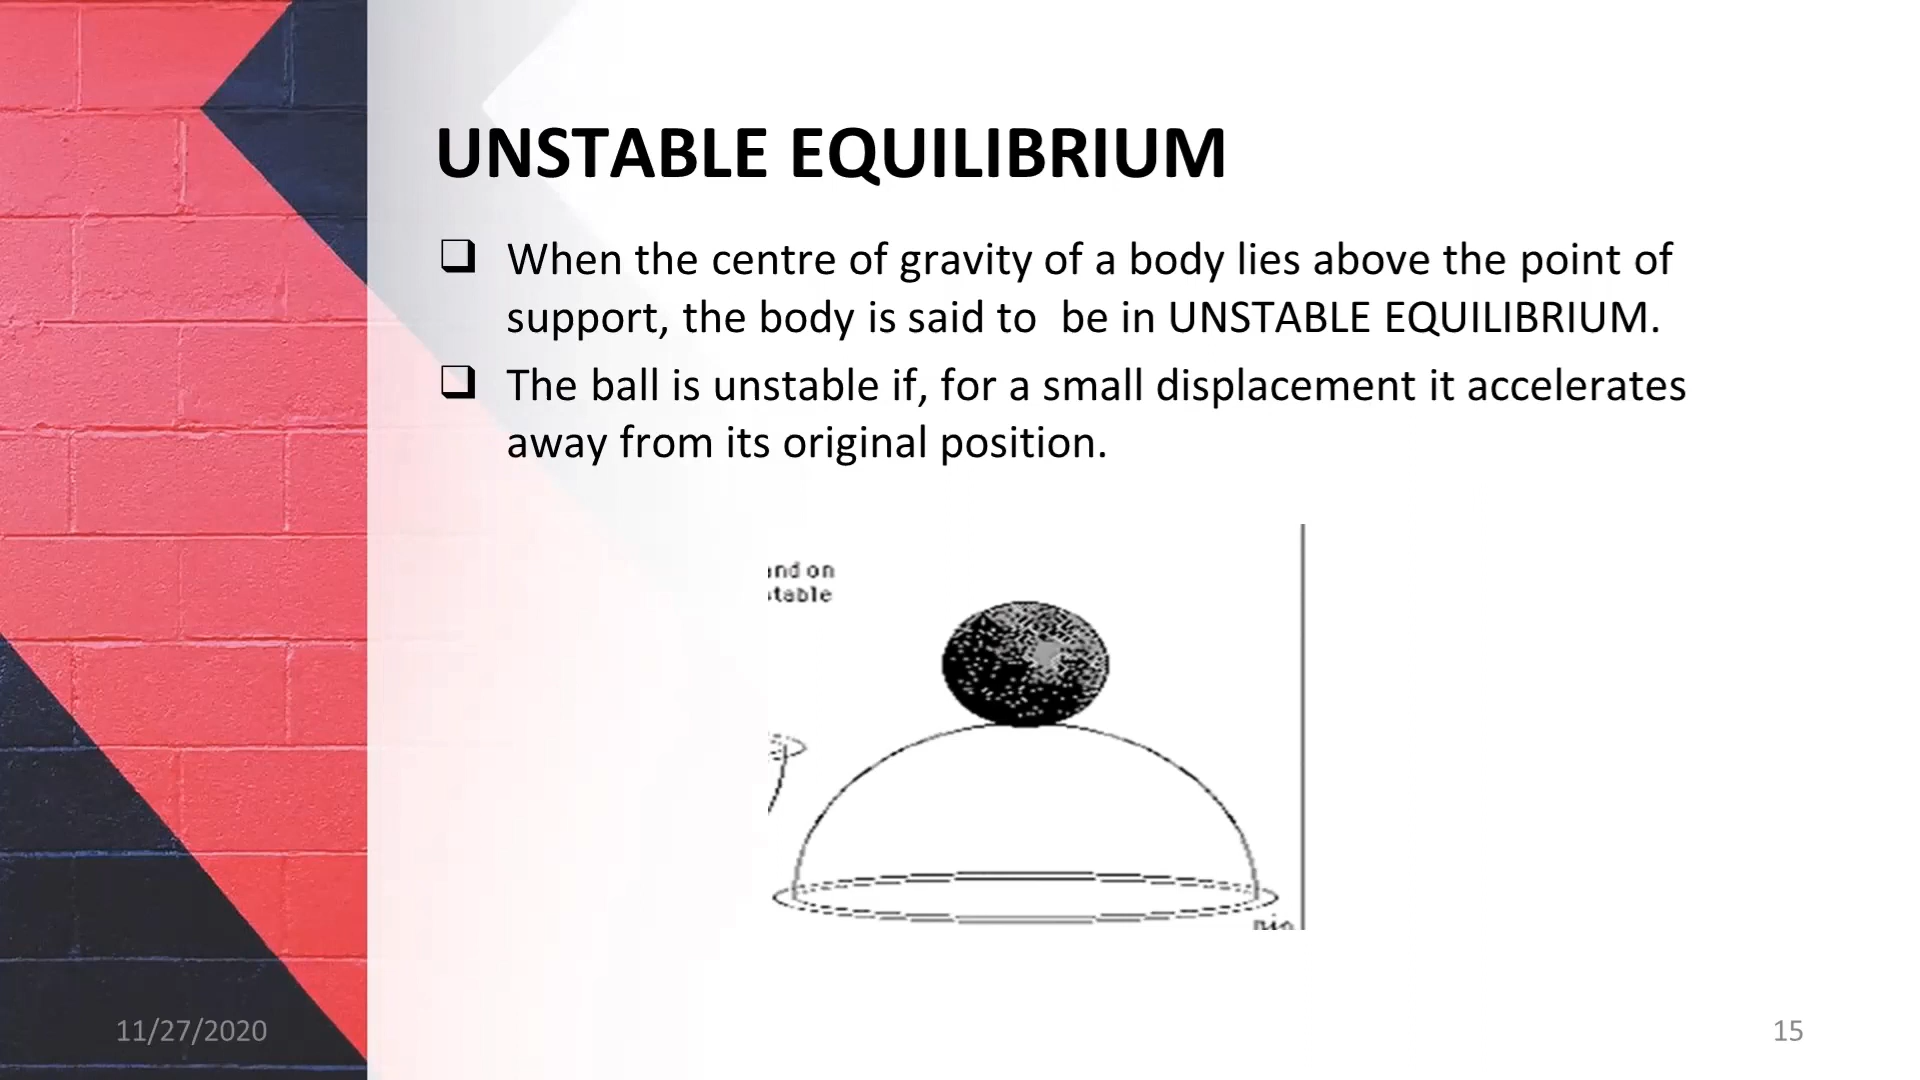 UNSTABLE EQUILIBRIUM
❑ When the centre of gravity of a body lies above the point of
support, the body is said to  be in UNSTABLE EQUILIBRIUM.
❑ The ball is unstable if, for a small displacement it accelerates
away from its original position.
and on
stable
11/27/2020
15